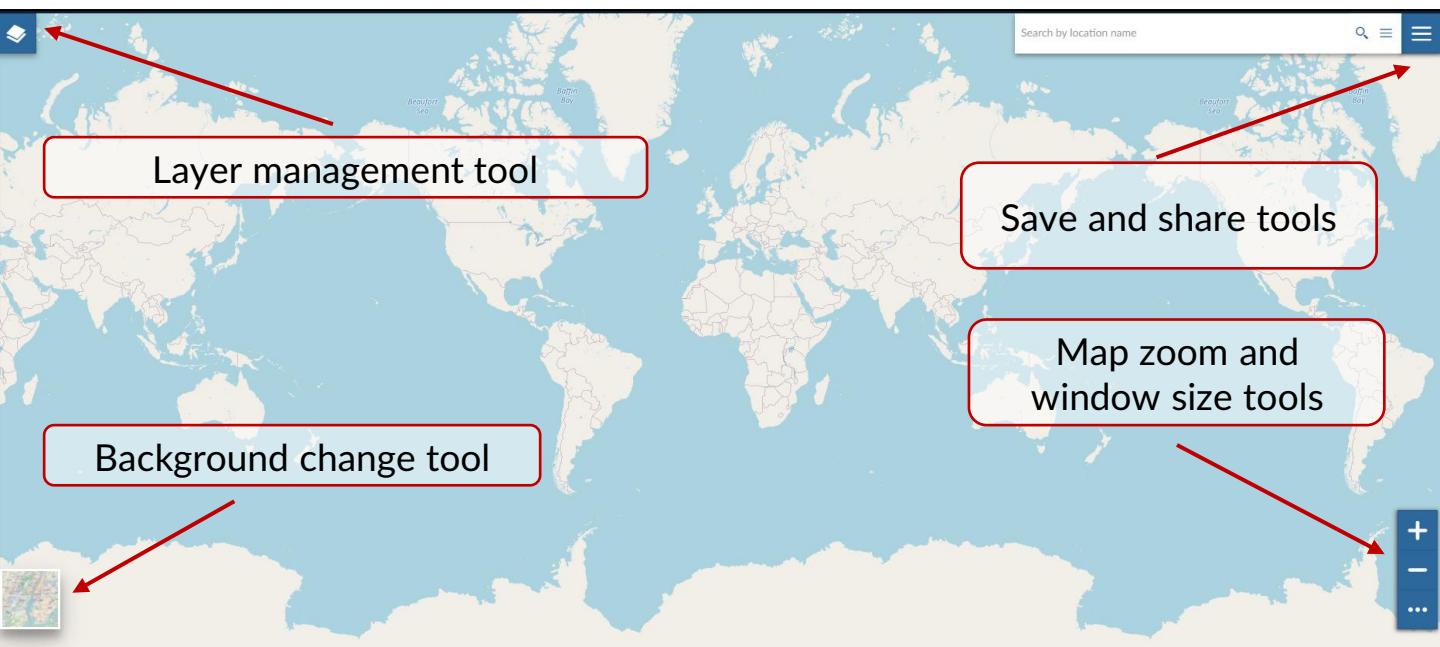 Search by location name
Beaufort
Sea
Baffin
Bay
Beaufort
Sea
Baffin
Bay
Layer management tool
Save and share tools
Map zoom and
window size tools
Background change tool